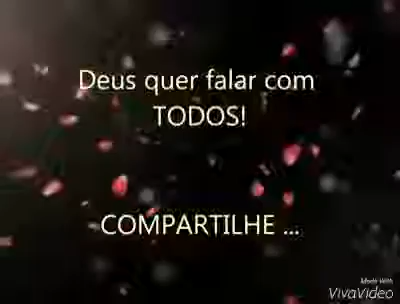 Deus quer falar com
TODOS!
COMPARTILHE ...
Made With
VivaVideo